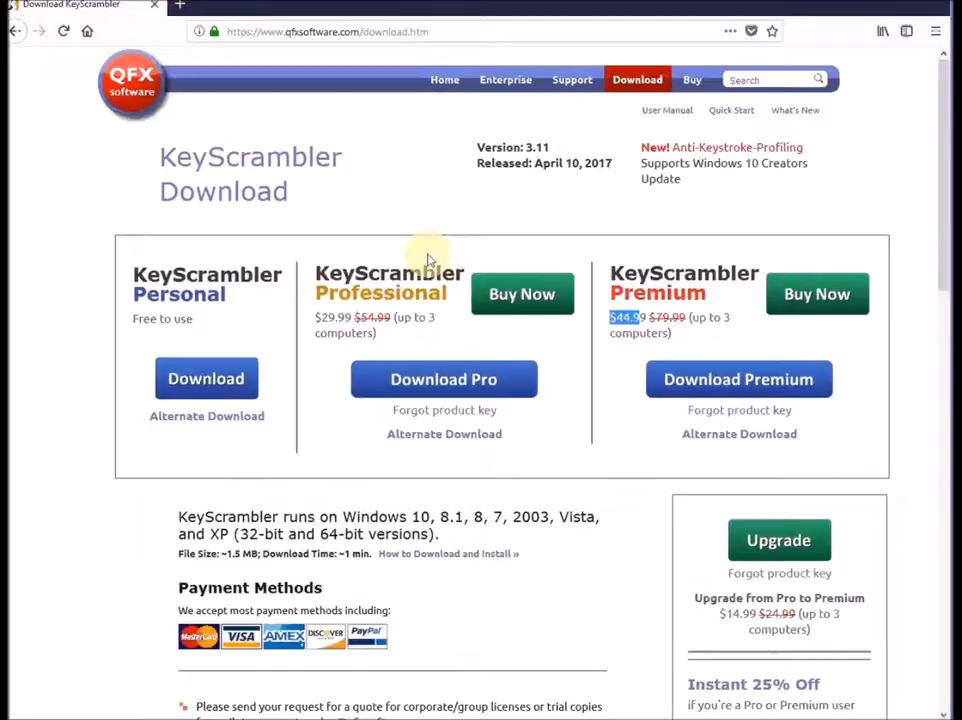 Download KeyScrambler
https://www.qfxsoftware.com/download.htm
QFX
software
Home
Enterprise
Support
Download
Buy
Search
User Manual
Quick Start
What's New
KeyScrambler
Download
Version: 3.11
Released: April 10, 2017
New! Anti-Keystroke-Profiling
Supports Windows 10 Creators
Update
KeyScrambler
Personal
Free to use
Download
Alternate Download
KeyScrambler
Professional
Buy Now
$29.99 $54.99 (up to 3
computers)
Download Pro
Forgot product key
Alternate Download
KeyScrambler
Premium
Buy Now
$44.99 $79.99 (up to 3
computers)
Download Premium
Forgot product key
Alternate Download
KeyScrambler runs on Windows 10, 8.1, 8, 7, 2003, Vista,
and XP (32-bit and 64-bit versions).
File Size: ~1.5 MB; Download Time: ~1 min. How to Download and Install »
Payment Methods
We accept most payment methods including:
MasterCard
VISA
AMEX
DISCOVER
PayPal
Please send your request for a quote for corporate/group licenses or trial copies
Upgrade
Forgot product key
Upgrade from Pro to Premium
$14.99 $24.99 (up to 3
computers)
Instant 25% Off
if you're a Pro or Premium user